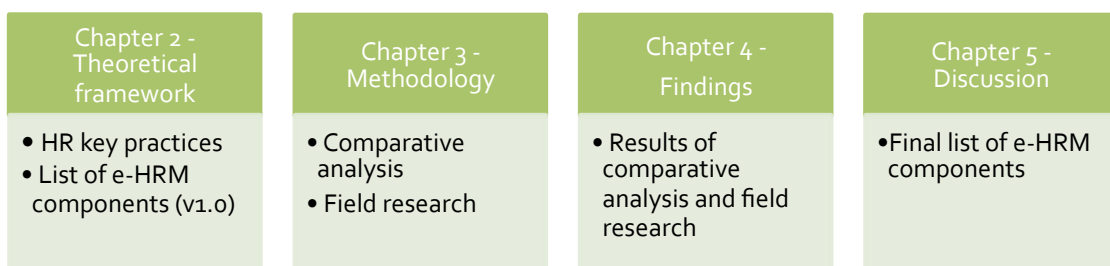 Chapter 2 -
Theoretical
framework
• HR key practices
• List of e-HRM
components (v1.0)
Chapter 3 -
Methodology
• Comparative
analysis
• Field research
Chapter 4 -
Findings
• Results of
comparative
analysis and field
research
Chapter 5 -
Discussion
•Final list of e-HRM
components